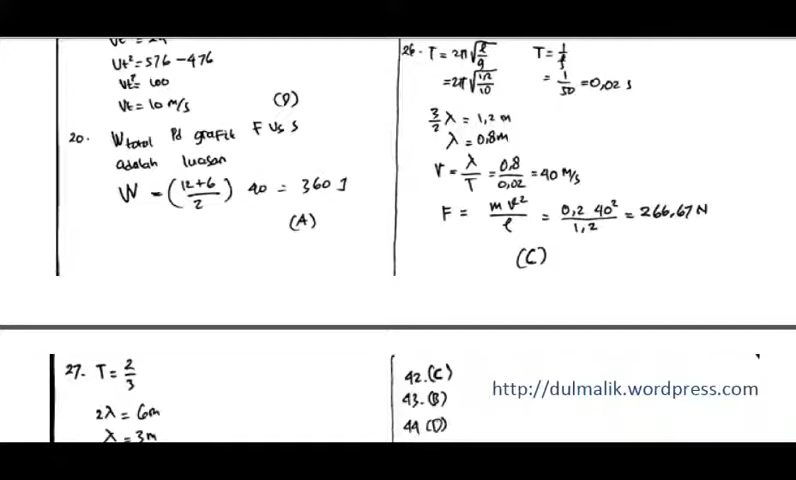 Vt² = 576 - 476
Vt² = 100
Vt = 10 m/s (D)
20. Wtotal Pd grafik F vs s
adalah luasan
W = (12+6/2) 40 = 360 J
(A)
26. T = 2π√(l/g) T = 1/f
= 2π√(1,2/10) = 1/50 = 0,02 s
3/2 λ = 1,2 m
λ = 0,8 m
V = λ/T = 0,8/0,02 = 40 m/s
F = m v²/l = 0,2 40²/1,2 = 266,67 N
(C)
27. T = 2/3
2λ = 6m
λ = 3m
42. (C)
43. (B)
44 (D)
http://dulmalik.wordpress.com